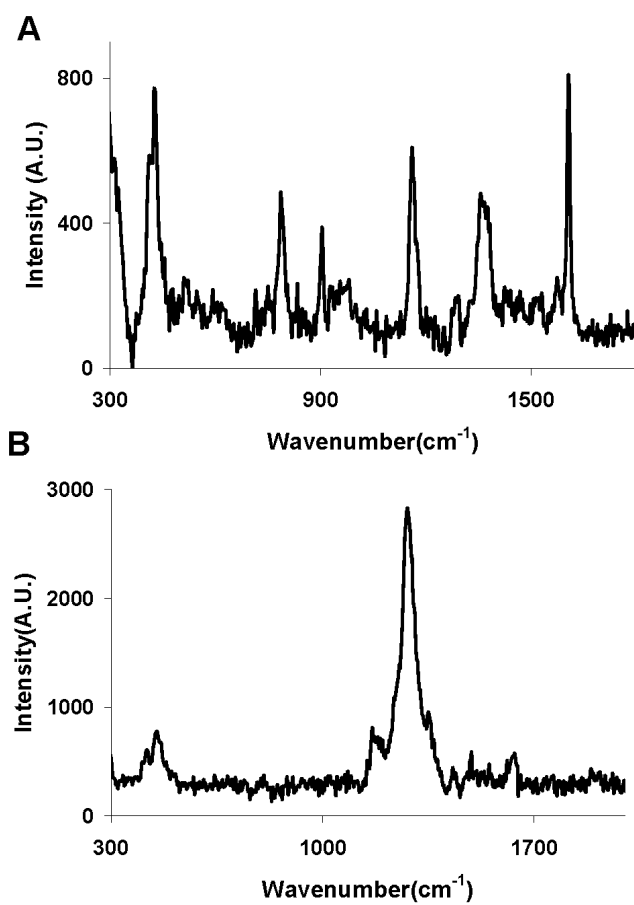 A
Intensity (A.U.)
800
400
0
300 900 1500
Wavenumber(cm-1)
B
Intensity(A.U.)
3000
2000
1000
0
300 1000 1700
Wavenumber(cm-1)